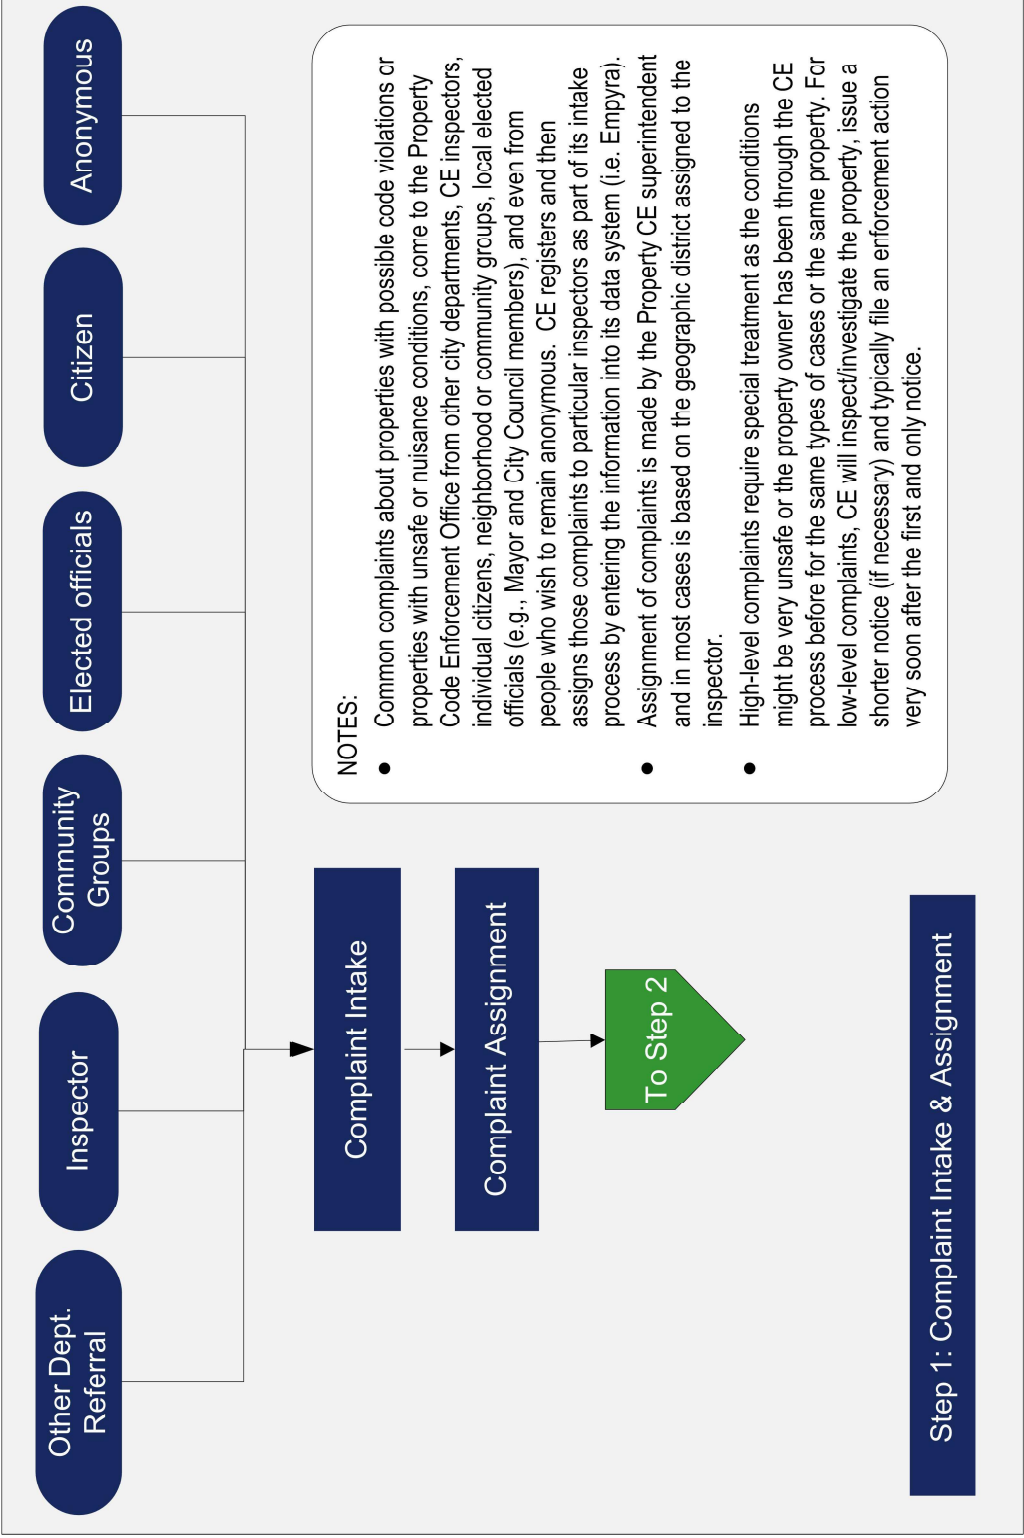 Other Dept.
Referral
Inspector
Community
Groups
Elected officials
Citizen
Anonymous
Complaint Intake
Complaint Assignment
To Step 2
NOTES:
● Common complaints about properties with possible code violations or
properties with unsafe or nuisance conditions, come to the Property
Code Enforcement Office from other city departments, CE inspectors,
individual citizens, neighborhood or community groups, local elected
officials (e.g., Mayor and City Council members), and even from
people who wish to remain anonymous.  CE registers and then
assigns those complaints to particular inspectors as part of its intake
process by entering the information into its data system (i.e. Empyra).
● Assignment of complaints is made by the Property CE superintendent
and in most cases is based on the geographic district assigned to the
inspector.
● High-level complaints require special treatment as the conditions
might be very unsafe or the property owner has been through the CE
process before for the same types of cases or the same property. For
low-level complaints, CE will inspect/investigate the property, issue a
shorter notice (if necessary) and typically file an enforcement action
very soon after the first and only notice.
Step 1: Complaint Intake & Assignment